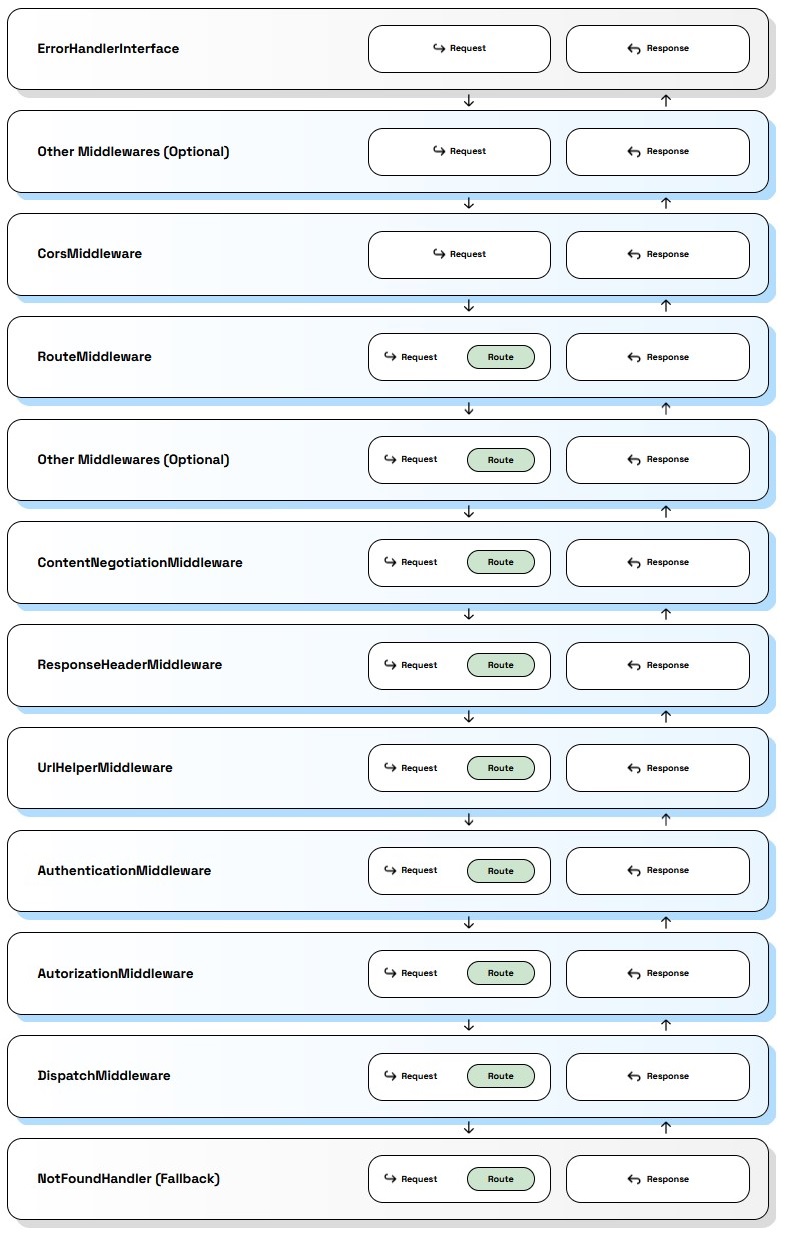 ErrorHandlerInterface Request Response
Other Middlewares (Optional) Request Response
CorsMiddleware Request Response
RouteMiddleware Request Route Response
Other Middlewares (Optional) Request Route Response
ContentNegotiationMiddleware Request Route Response
ResponseHeaderMiddleware Request Route Response
UrlHelperMiddleware Request Route Response
AuthenticationMiddleware Request Route Response
AutorizationMiddleware Request Route Response
DispatchMiddleware Request Route Response
NotFoundHandler (Fallback) Request Route Response